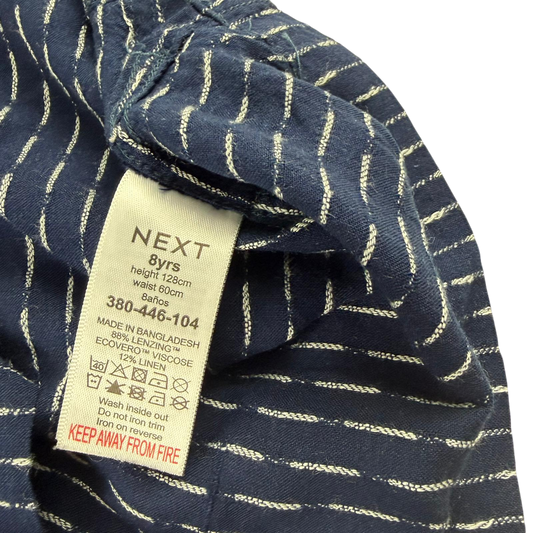 NEXT
8yrs
height 128cm
waist 60cm
8años
380-446-104
MADE IN BANGLADESH
88% LENZING™
ECOVERO™ VISCOSE
12% LINEN
40
Wash inside out
Do not iron trim
Iron on reverse
KEEP AWAY FROM FIRE